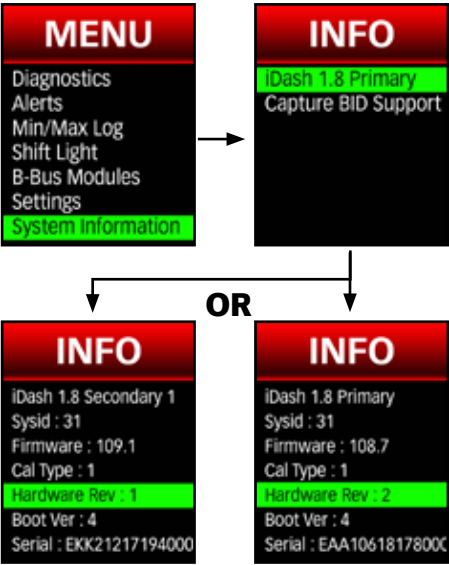 MENU
Diagnostics
Alerts
Min/Max Log
Shift Light
B-Bus Modules
Settings
System Information
INFO
iDash 1.8 Primary
Capture BID Support
OR
INFO
iDash 1.8 Secondary 1
Sysid : 31
Firmware : 109.1
Cal Type : 1
Hardware Rev : 1
Boot Ver : 4
Serial : EKK21217194000
INFO
iDash 1.8 Primary
Sysid : 31
Firmware : 108.7
Cal Type : 1
Hardware Rev : 2
Boot Ver : 4
Serial : EAA10618178000